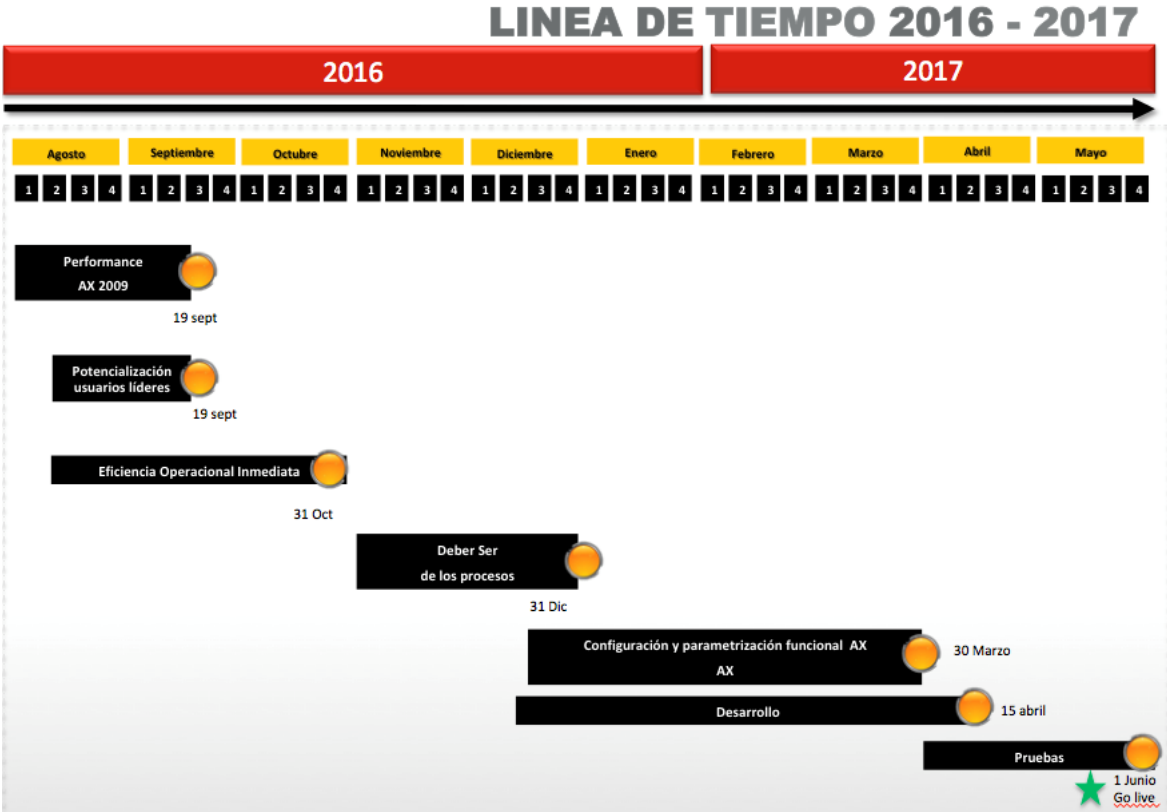 LINEA DE TIEMPO 2016 - 2017
2016 2017
Agosto Septiembre Octubre Noviembre Diciembre Enero Febrero Marzo Abril Mayo
1 2 3 4 1 2 3 4 1 2 3 4 1 2 3 4 1 2 3 4 1 2 3 4 1 2 3 4 1 2 3 4 1 2 3 4 1 2 3 4
Performance
AX 2009
19 sept
Potencialización
usuarios líderes
19 sept
Eficiencia Operacional Inmediata
31 Oct
Deber Ser
de los procesos
31 Dic
Configuración y parametrización funcional AX
AX
30 Marzo
Desarrollo
15 abril
Pruebas
1 Junio
Go live